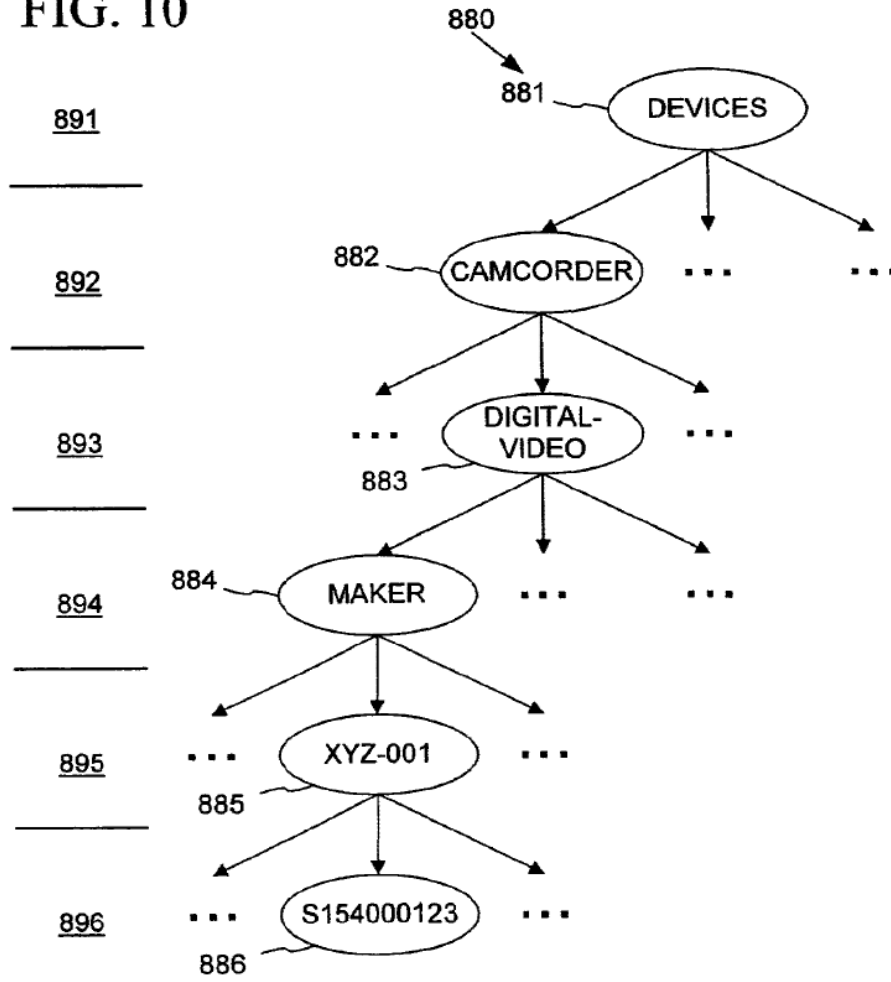 FIG. 10
880
881
DEVICES
891
882
CAMCORDER
...
...
892
...
DIGITAL-
VIDEO
...
893
883
884
MAKER
...
...
894
...
XYZ-001
...
895
885
...
S154000123
...
896
886